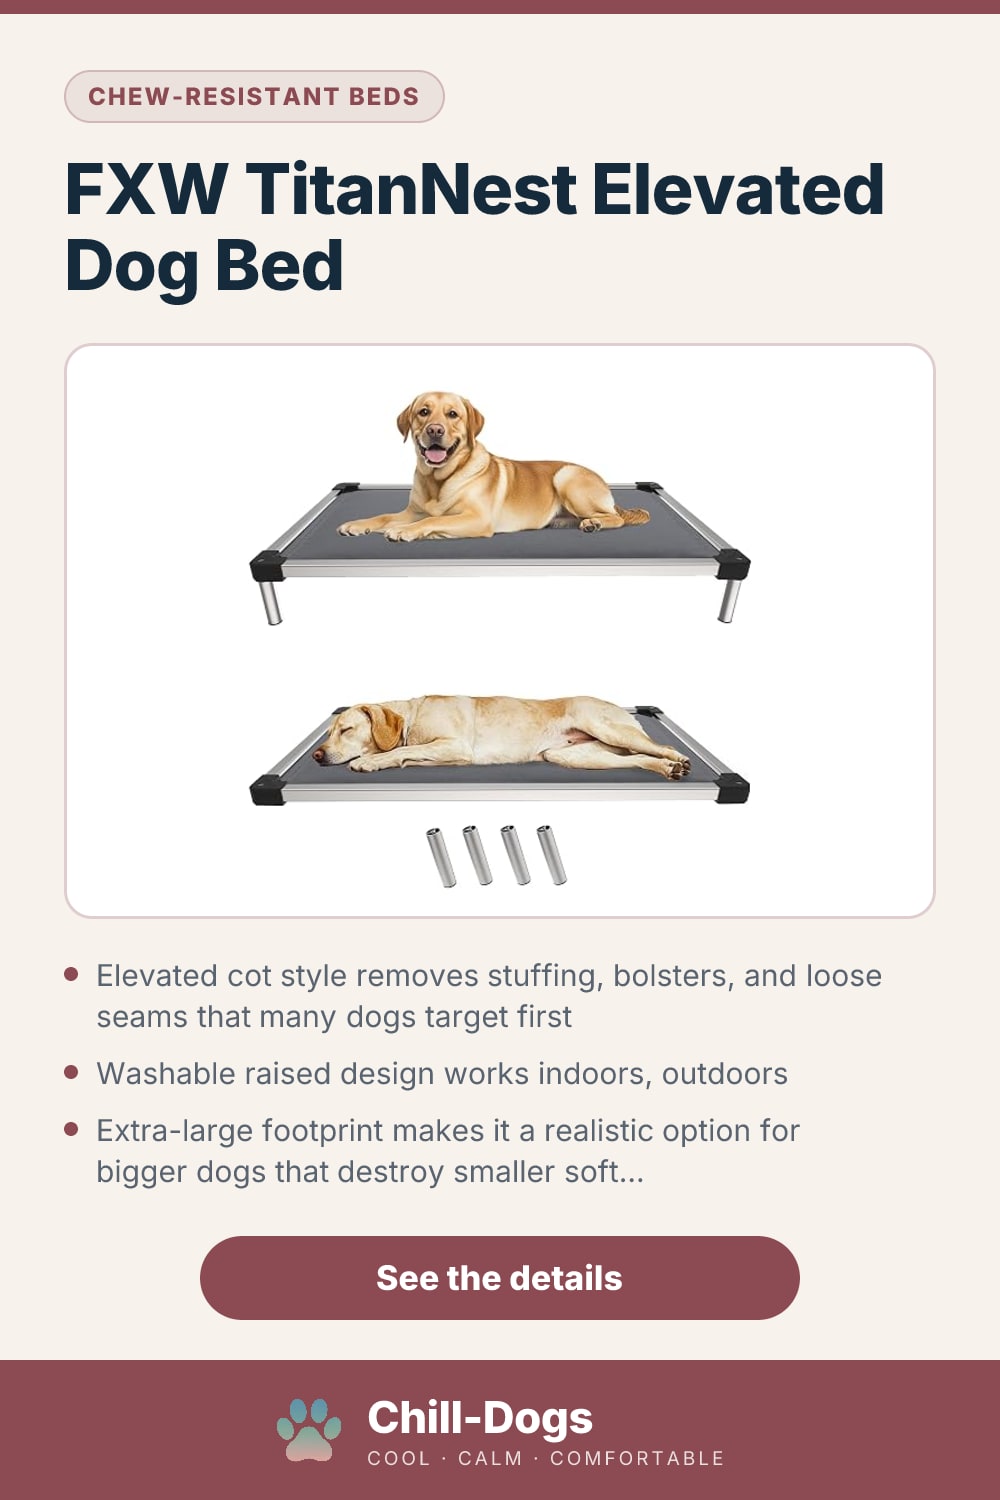 CHEW-RESISTANT BEDS
FXW TitanNest Elevated
Dog Bed
Elevated cot style removes stuffing, bolsters, and loose
seams that many dogs target first
Washable raised design works indoors, outdoors
Extra-large footprint makes it a realistic option for
bigger dogs that destroy smaller soft...
See the details
Chill-Dogs
COOL · CALM · COMFORTABLE